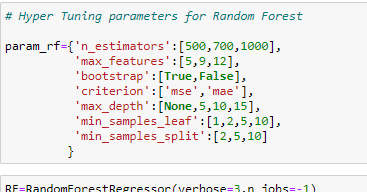 # Hyper Tuning parameters for Random Forest
param_rf={'n_estimators':[500,700,1000],
'max_features':[5,9,12],
'bootstrap':[True,False],
'criterion':['mse','mae'],
'max_depth':[None,5,10,15],
'min_samples_leaf':[1,2,5,10],
'min_samples_split':[2,5,10]
}
RF=RandomForestRegressor(verbose=3,n_jobs=-1)